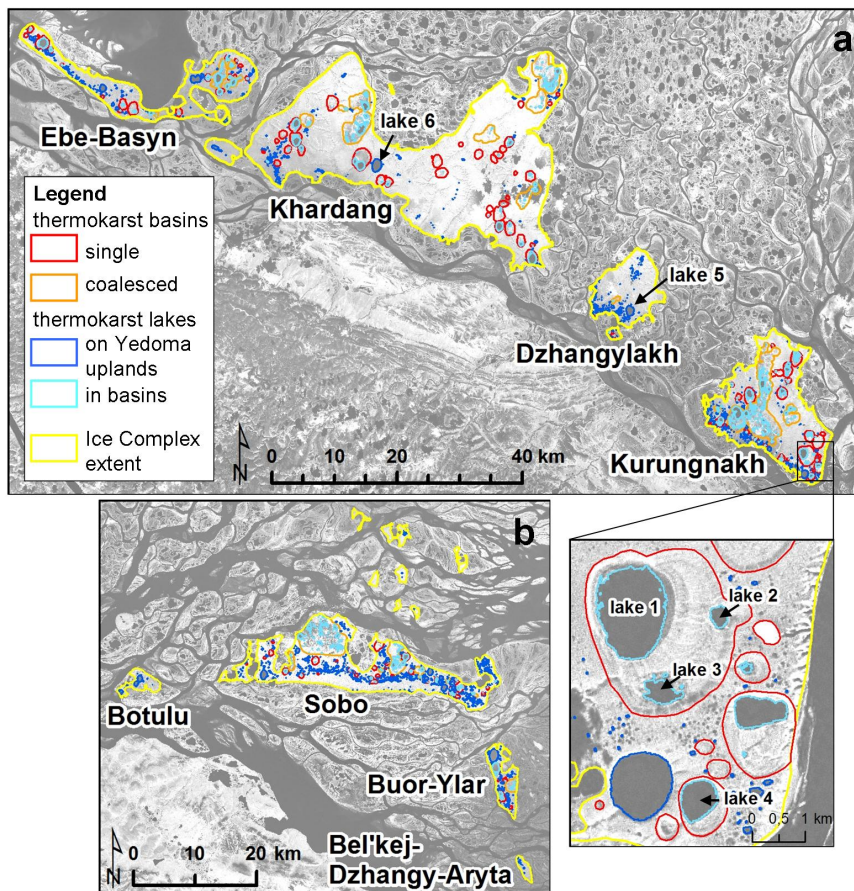 a
Ebe-Basyn
lake 6
Khardang
Legend
thermokarst basins
single
coalesced
thermokarst lakes
on Yedoma
uplands
in basins
Ice Complex
extent
lake 5
Dzhangylakh
Kurungnakh
N
0 10 20 40 km
b
Botulu
Sobo
Buor-Ylar
Bel'kej-
Dzhangy-Aryta
N
0 10 20 km
lake 1
lake 2
lake 3
lake 4
0 0,5 1 km